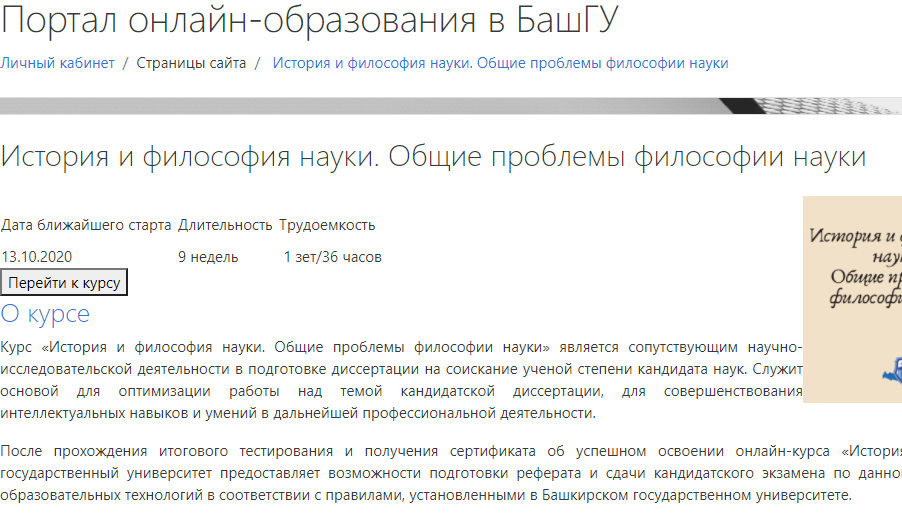 Портал онлайн-образования в БашГУ
Личный кабинет / Страницы сайта / История и философия науки. Общие проблемы философии науки
История и философия науки. Общие проблемы философии науки
Дата ближайшего старта Длительность Трудоемкость
13.10.2020 9 недель 1 зет/36 часов
Перейти к курсу
О курсе
Курс «История и философия науки. Общие проблемы философии науки» является сопутствующим научно-
исследовательской деятельности в подготовке диссертации на соискание ученой степени кандидата наук. Служит
основой для оптимизации работы над темой кандидатской диссертации, для совершенствования
интеллектуальных навыков и умений в дальнейшей профессиональной деятельности.
После прохождения итогового тестирования и получения сертификата об успешном освоении онлайн-курса «История
государственный университет предоставляет возможности подготовки реферата и сдачи кандидатского экзамена по
образовательных технологий в соответствии с правилами, установленными в Башкирском государственном университете.
История и
Общие